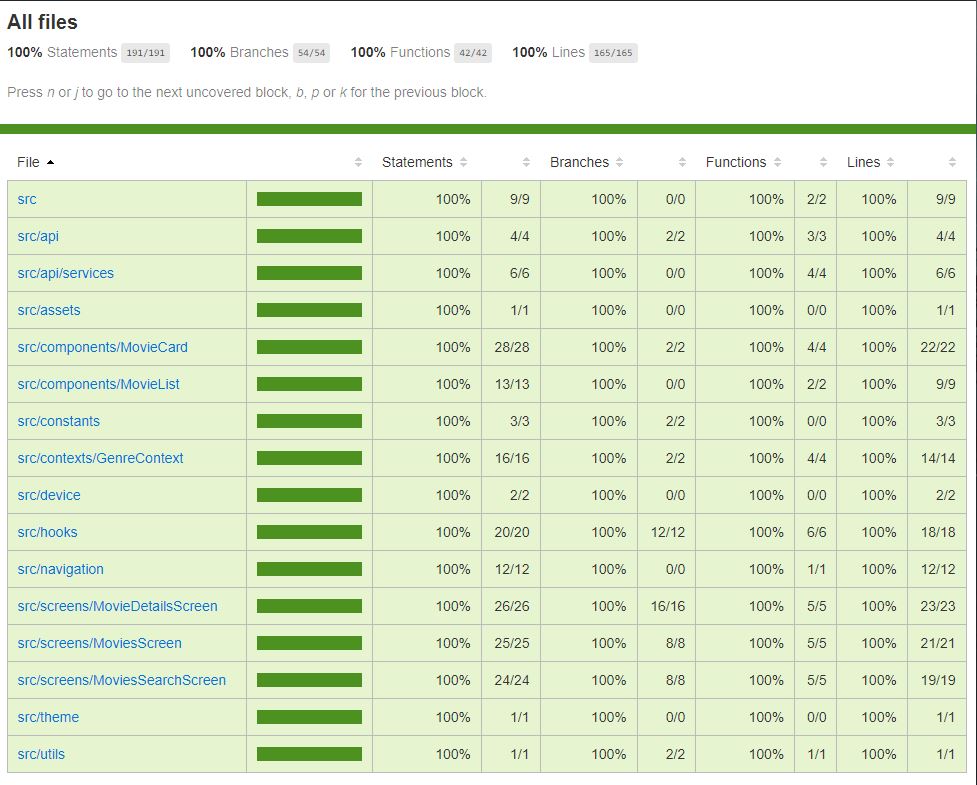 All files
100% Statements 191/191 100% Branches 54/54 100% Functions 42/42 100% Lines 165/165
Press n or j to go to the next uncovered block, b, p or k for the previous block.
File Statements Branches Functions Lines
src 100% 9/9 100% 0/0 100% 2/2 100% 9/9
src/api 100% 4/4 100% 2/2 100% 3/3 100% 4/4
src/api/services 100% 6/6 100% 0/0 100% 4/4 100% 6/6
src/assets 100% 1/1 100% 0/0 100% 0/0 100% 1/1
src/components/MovieCard 100% 28/28 100% 2/2 100% 4/4 100% 22/22
src/components/MovieList 100% 13/13 100% 0/0 100% 2/2 100% 9/9
src/constants 100% 3/3 100% 2/2 100% 0/0 100% 3/3
src/contexts/GenreContext 100% 16/16 100% 2/2 100% 4/4 100% 14/14
src/device 100% 2/2 100% 0/0 100% 0/0 100% 2/2
src/hooks 100% 20/20 100% 12/12 100% 6/6 100% 18/18
src/navigation 100% 12/12 100% 0/0 100% 1/1 100% 12/12
src/screens/MovieDetailsScreen 100% 26/26 100% 16/16 100% 5/5 100% 23/23
src/screens/MoviesScreen 100% 25/25 100% 8/8 100% 5/5 100% 21/21
src/screens/MoviesSearchScreen 100% 24/24 100% 8/8 100% 5/5 100% 19/19
src/theme 100% 1/1 100% 0/0 100% 0/0 100% 1/1
src/utils 100% 1/1 100% 2/2 100% 1/1 100% 1/1